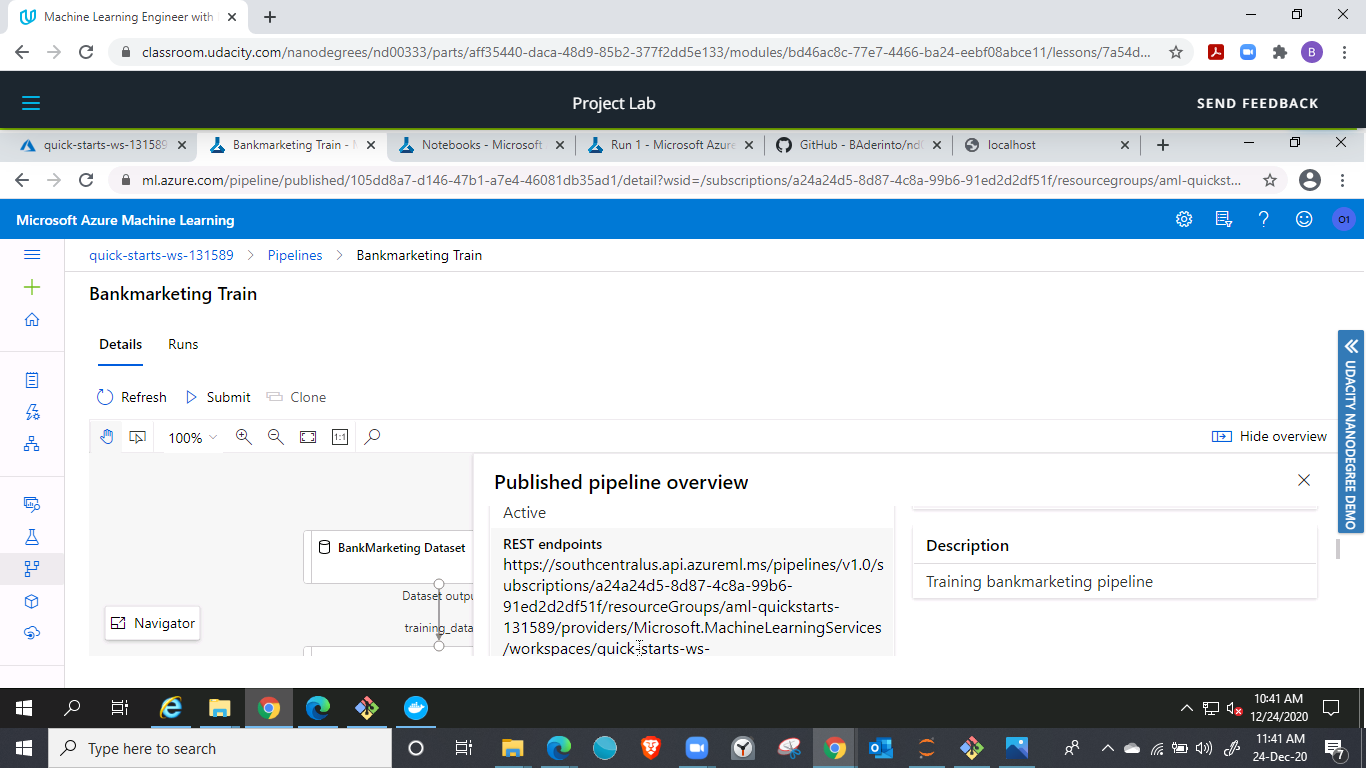 Machine Learning Engineer with
classroom.udacity.com/nanodegrees/nd00333/parts/aff35440-daca-48d9-85b2-377f2dd5e133/modules/bd46ac8c-77e7-4466-ba24-eebf08abce11/lessons/7a54d...
B
Project Lab
SEND FEEDBACK
quick-starts-ws-131589
Bankmarketing Train - M
Notebooks - Microsoft
Run 1 - Microsoft Azure
GitHub - BAderinto/nd
localhost
ml.azure.com/pipeline/published/105dd8a7-d146-47b1-a7e4-46081db35ad1/detail?wsid=/subscriptions/a24a24d5-8d87-4c8a-99b6-91ed2d2df51f/resourcegroups/aml-quickst...
Microsoft Azure Machine Learning
O1
quick-starts-ws-131589 > Pipelines > Bankmarketing Train
Bankmarketing Train
Details
Runs
Refresh
Submit
Clone
100%
1:1
Hide overview
UDACITY NANODEGREE DEMO
BankMarketing Dataset
Dataset outpu
training_data
Navigator
Published pipeline overview
Active
REST endpoints
https://southcentralus.api.azureml.ms/pipelines/v1.0/s
ubscriptions/a24a24d5-8d87-4c8a-99b6-
91ed2d2df51f/resourceGroups/aml-quickstarts-
131589/providers/Microsoft.MachineLearningServices
/workspaces/quick-starts-ws-
Description
Training bankmarketing pipeline
10:41 AM
12/24/2020
Type here to search
11:41 AM
24-Dec-20
7